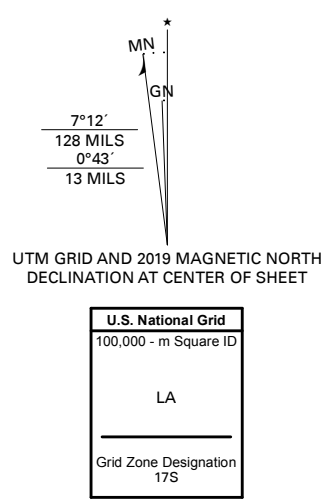 MN
GN
7°12´
128 MILS
0°43´
13 MILS
UTM GRID AND 2019 MAGNETIC NORTH
DECLINATION AT CENTER OF SHEET
U.S. National Grid
100,000 - m Square ID
LA
Grid Zone Designation
17S